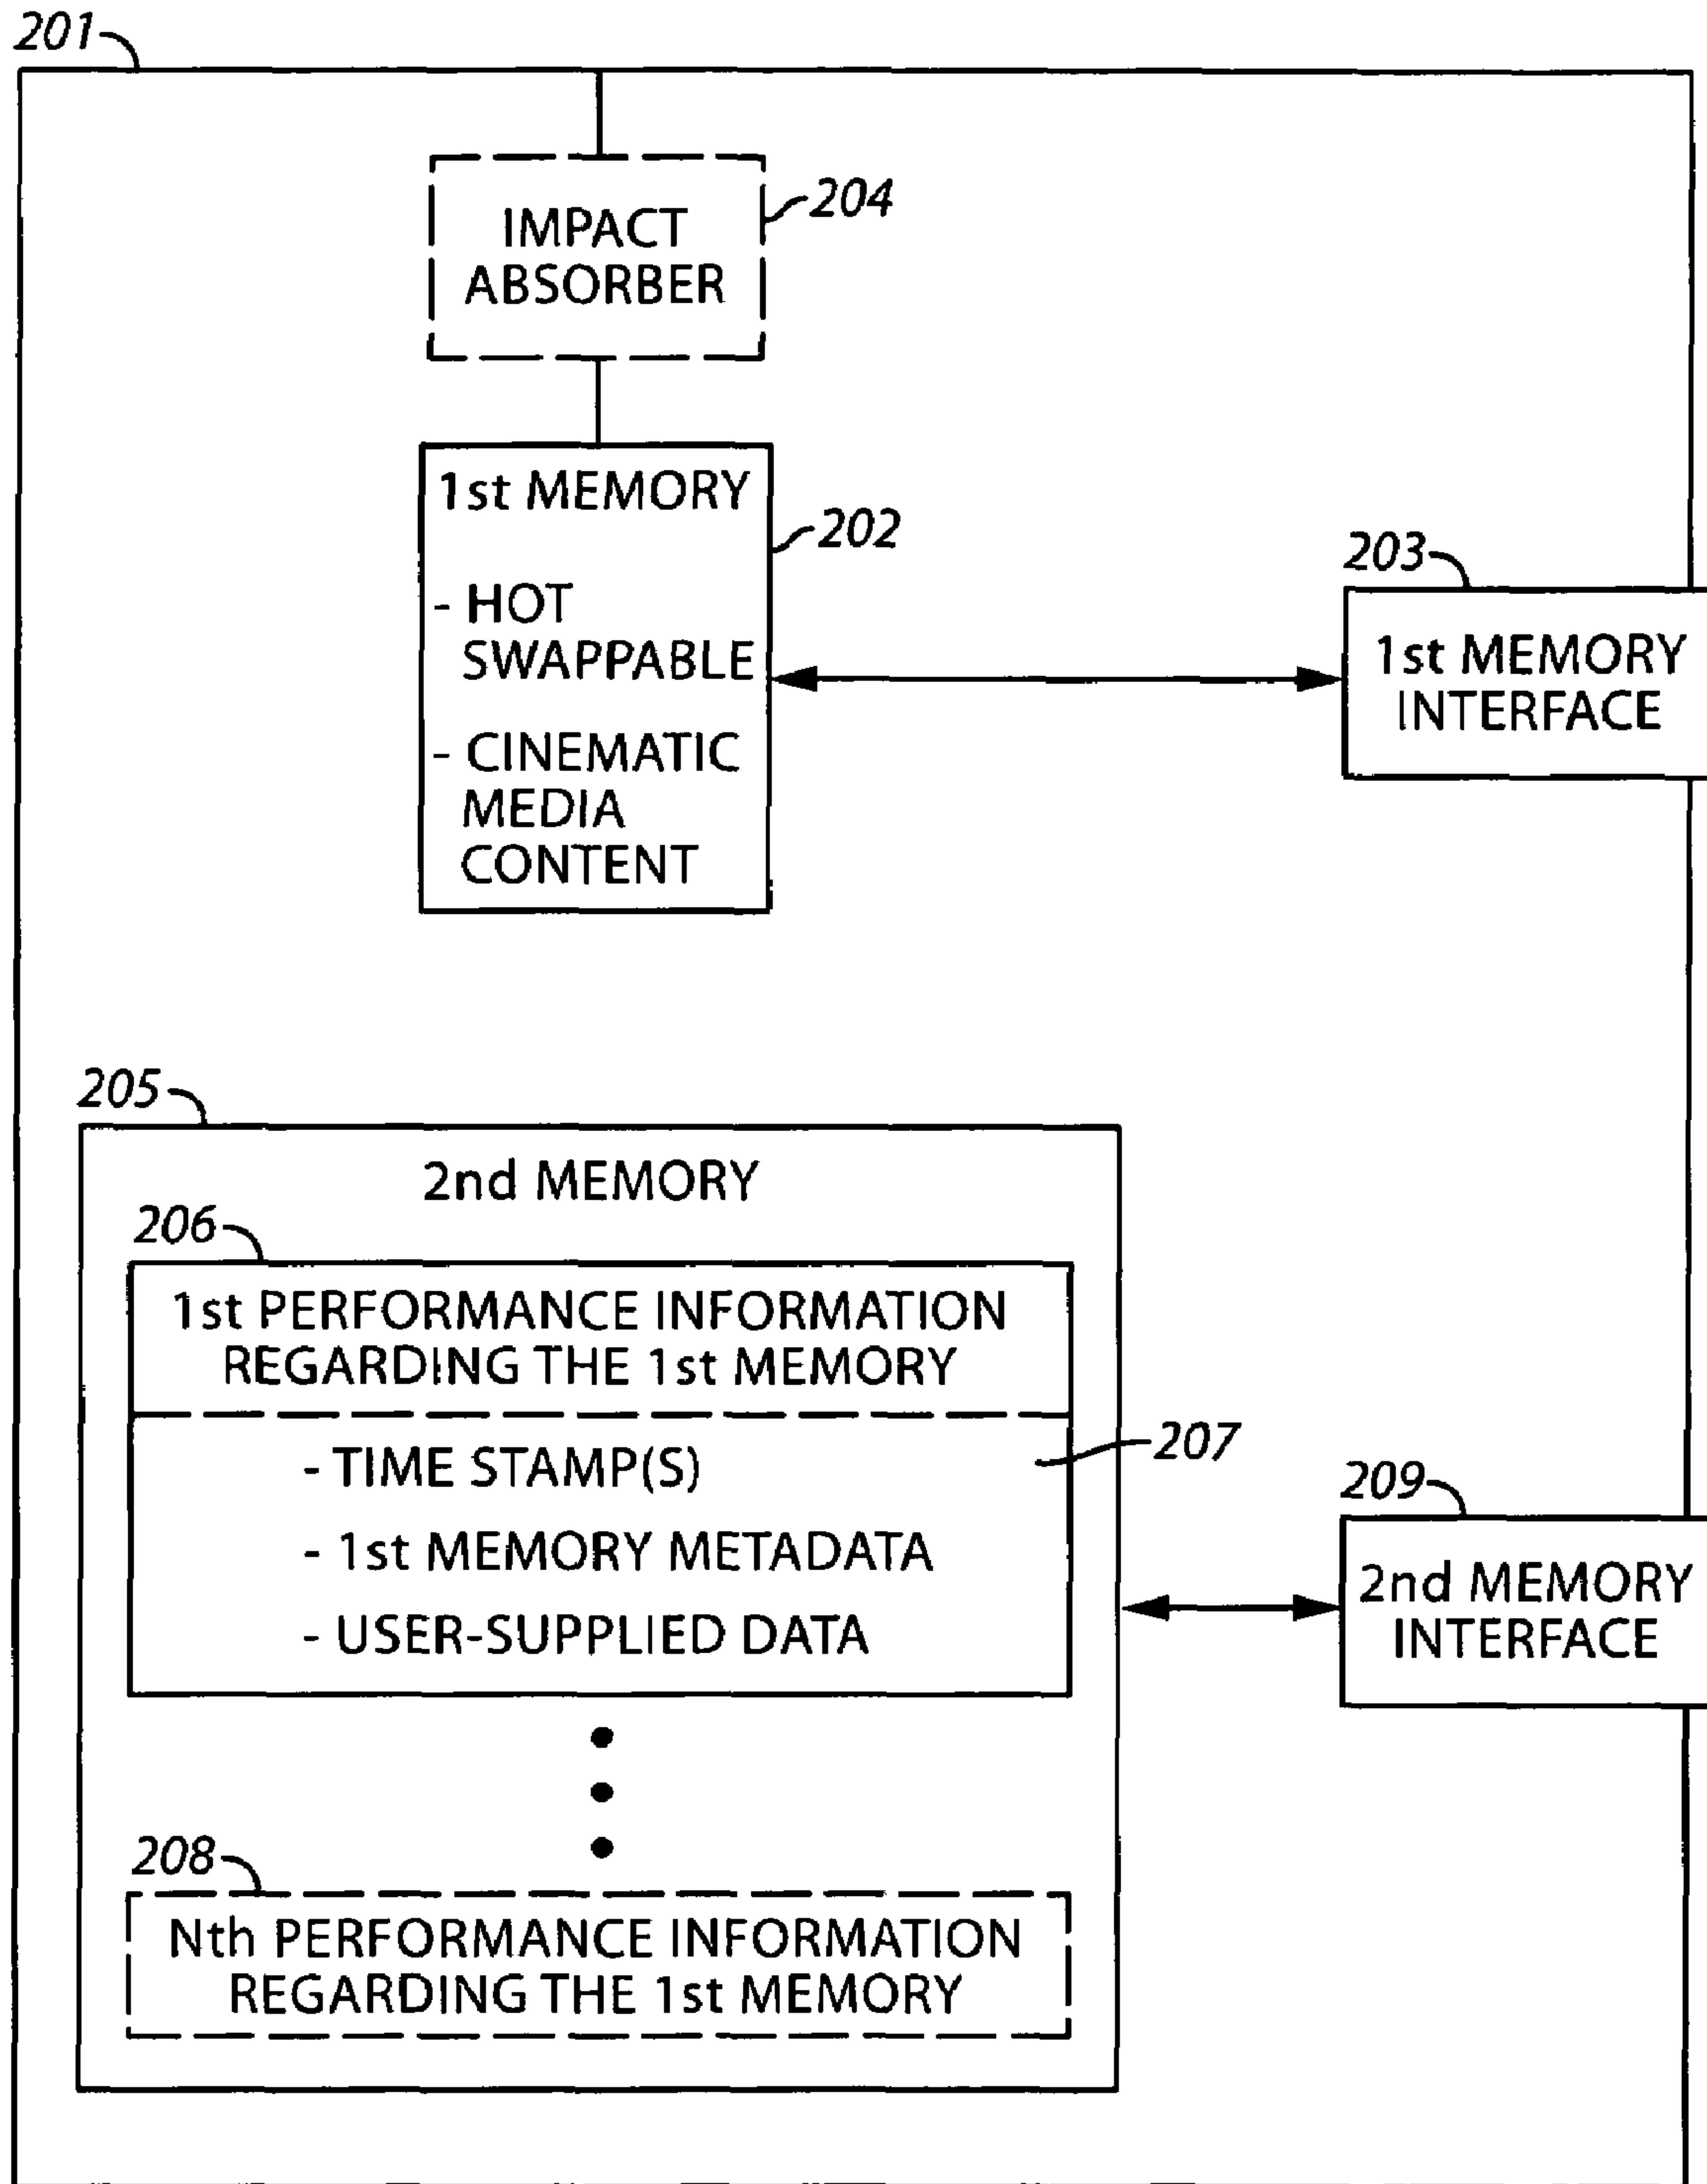 201
IMPACT
ABSORBER
204
1st MEMORY
- HOT
SWAPPABLE
- CINEMATIC
MEDIA
CONTENT
202
203
1st MEMORY
INTERFACE
205
2nd MEMORY
206
1st PERFORMANCE INFORMATION
REGARDING THE 1st MEMORY
- TIME STAMP(S)
- 1st MEMORY METADATA
- USER-SUPPLIED DATA
207
209
2nd MEMORY
INTERFACE
208
Nth PERFORMANCE INFORMATION
REGARDING THE 1st MEMORY